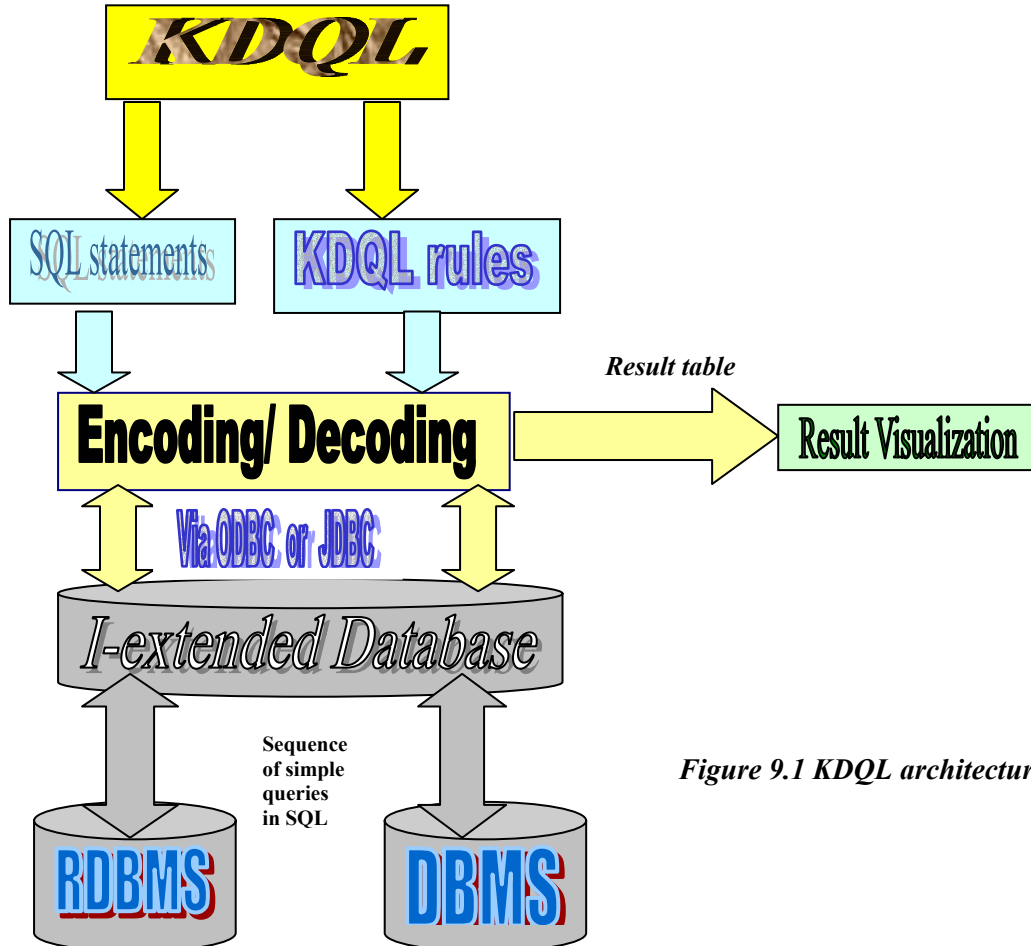 KDQL
SQL statements
KDQL rules
Result table
Encoding/ Decoding
Result Visualization
Via ODBC or JDBC
I-extended Database
Sequence
of simple
queries
in SQL
Figure 9.1 KDQL architectur
RDBMS
DBMS